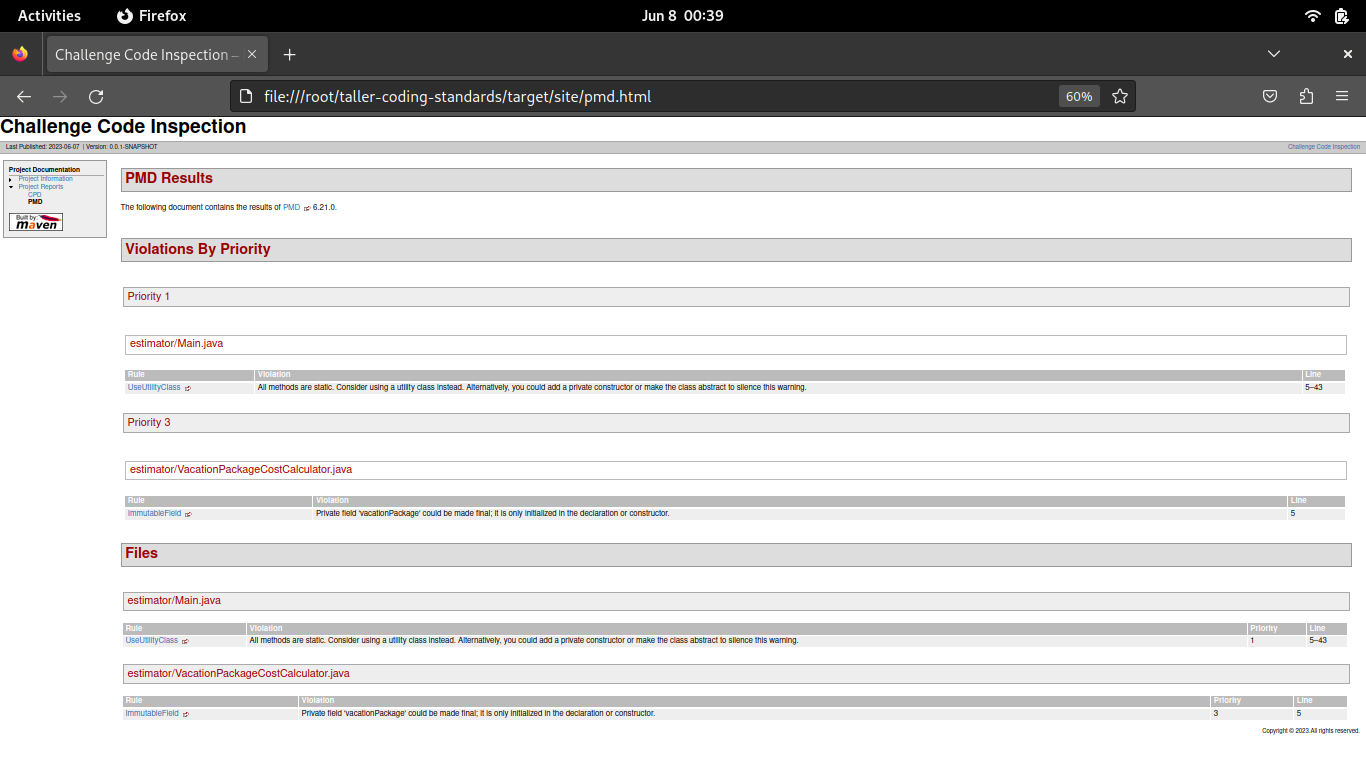 Activities Firefox Jun 8 00:39
Challenge Code Inspection –
file:///root/taller-coding-standards/target/site/pmd.html 60%
Challenge Code Inspection
Last Published: 2023-06-07 | Version: 0.0.1-SNAPSHOT Challenge Code Inspection
Project Documentation
Project Information
Project Reports
CPD
PMD
Built by:
maven
PMD Results
The following document contains the results of PMD 6.21.0.
Violations By Priority
Priority 1
estimator/Main.java
Rule Violation Line
UseUtilityClass All methods are static. Consider using a utility class instead. Alternatively, you could add a private constructor or make the class abstract to silence this warning. 5–43
Priority 3
estimator/VacationPackageCostCalculator.java
Rule Violation Line
ImmutableField Private field 'vacationPackage' could be made final; it is only initialized in the declaration or constructor. 5
Files
estimator/Main.java
Rule Violation Priority Line
UseUtilityClass All methods are static. Consider using a utility class instead. Alternatively, you could add a private constructor or make the class abstract to silence this warning. 1 5–43
estimator/VacationPackageCostCalculator.java
Rule Violation Priority Line
ImmutableField Private field 'vacationPackage' could be made final; it is only initialized in the declaration or constructor. 3 5
Copyright © 2023.All rights reserved.